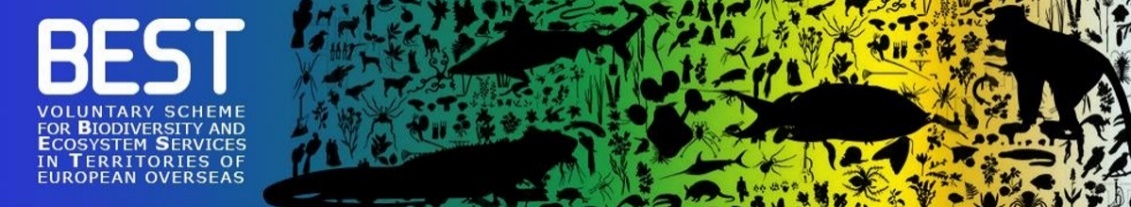 BEST
VOLUNTARY SCHEME
FOR BIODIVERSITY AND
ECOSYSTEM SERVICES
IN TERRITORIES OF
EUROPEAN OVERSEAS